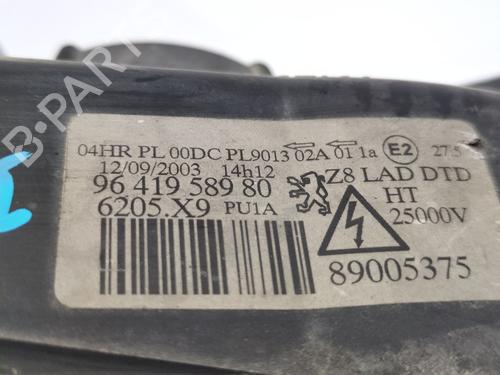 04HR PL 00DC PL9013 02A 01 1a E2 27.5
12/09/2003 14h12
96 419 589 80 Z8 LAD DTD
6205.X9 PU1A HT
25000V
89005375